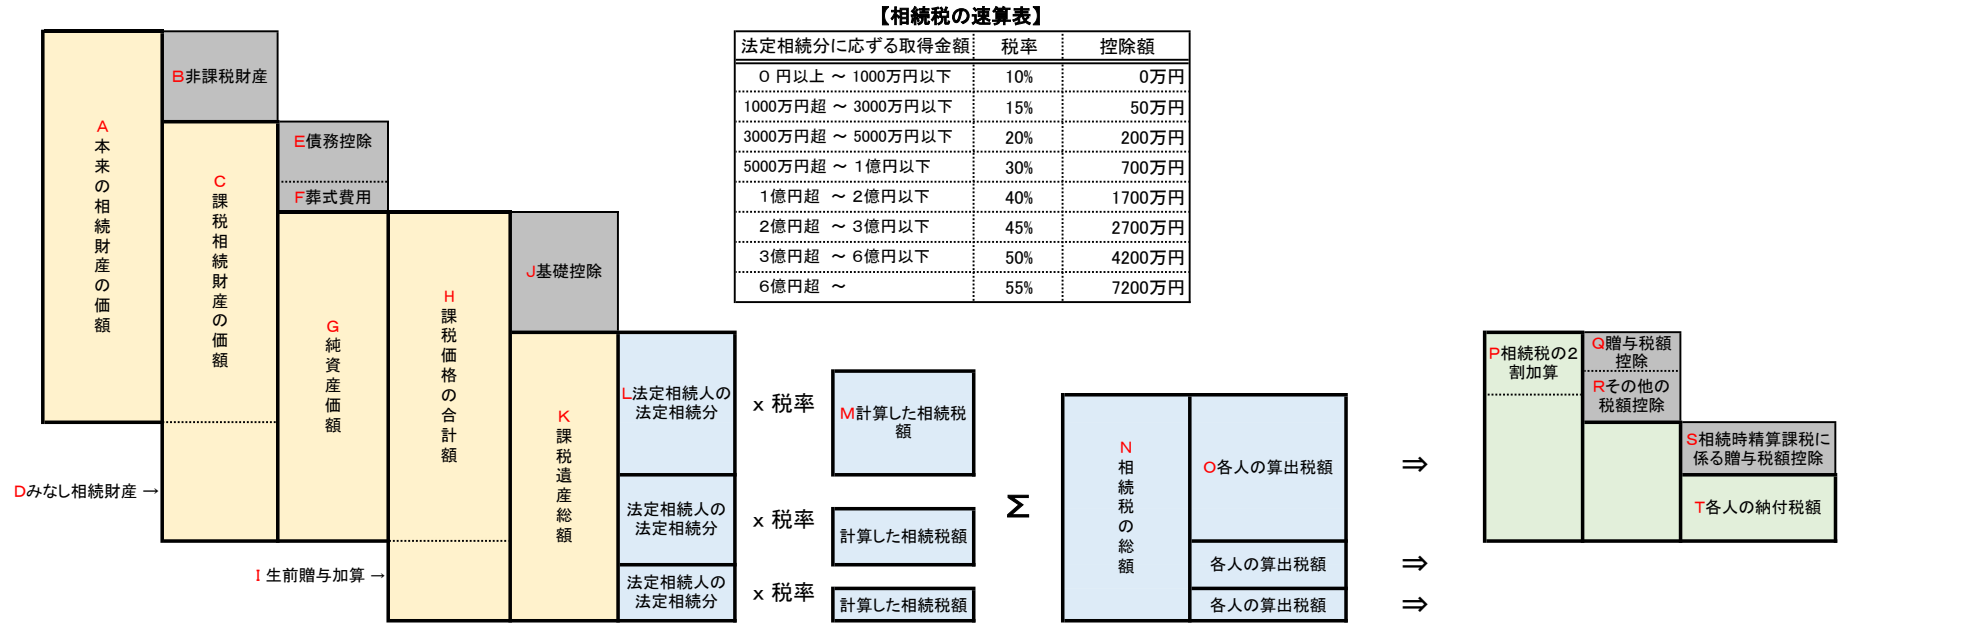 【相続税の速算表】
法定相続分に応ずる取得金額 税率 控除額
0 円以上 ～ 1000万円以下 10% 0万円
1000万円超 ～ 3000万円以下 15% 50万円
3000万円超 ～ 5000万円以下 20% 200万円
5000万円超 ～ 1億円以下 30% 700万円
1億円超 ～ 2億円以下 40% 1700万円
2億円超 ～ 3億円以下 45% 2700万円
3億円超 ～ 6億円以下 50% 4200万円
6億円超 ～ 55% 7200万円
A本来の相続財産の価額
B非課税財産
C課税相続財産の価額
Dみなし相続財産 →
E債務控除
F葬式費用
G純資産価額
H課税価格の合計額
I 生前贈与加算 →
J基礎控除
K課税遺産総額
L法定相続人の
法定相続分
x 税率
M計算した相続税
額
法定相続人の
法定相続分
x 税率
計算した相続税額
法定相続人の
法定相続分
x 税率
計算した相続税額
Σ
N相続税の総額
O各人の算出税額
⇒
各人の算出税額
⇒
各人の算出税額
⇒
P相続税の2
割加算
Q贈与税額
控除
Rその他の
税額控除
S相続時精算課税に
係る贈与税額控除
T各人の納付税額